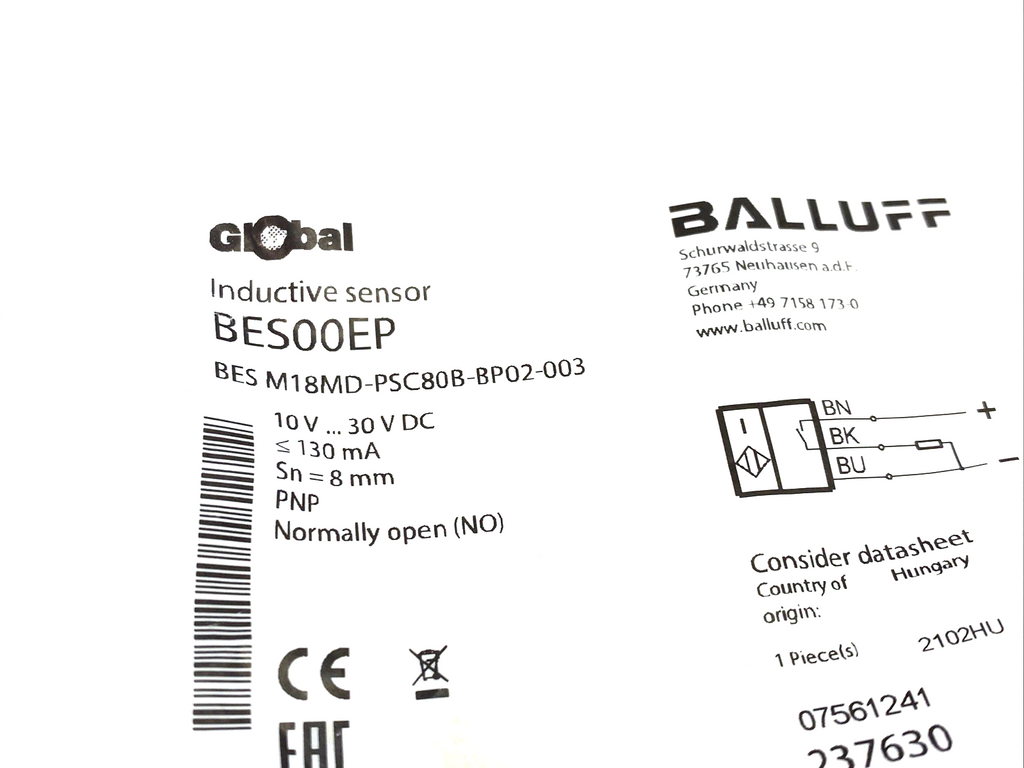 Global
Inductive sensor
BES00EP
BES M18MD-PSC80B-BP02-003
10 V ... 30 V DC
≤ 130 mA
Sn = 8 mm
PNP
Normally open (NO)
CE
EAC
BALLUFF
Schurwaldstrasse 9
73765 Neuhausen a.d.F.
Germany
Phone +49 7158 173-0
www.balluff.com
BN +
BK
BU −
Consider datasheet
Country of origin: Hungary
1 Piece(s) 2102HU
07561241
237630